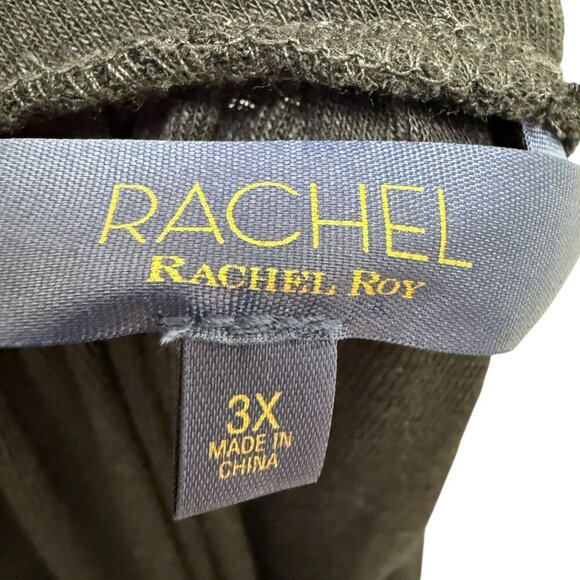 RACHEL
RACHEL ROY
3X
MADE IN
CHINA